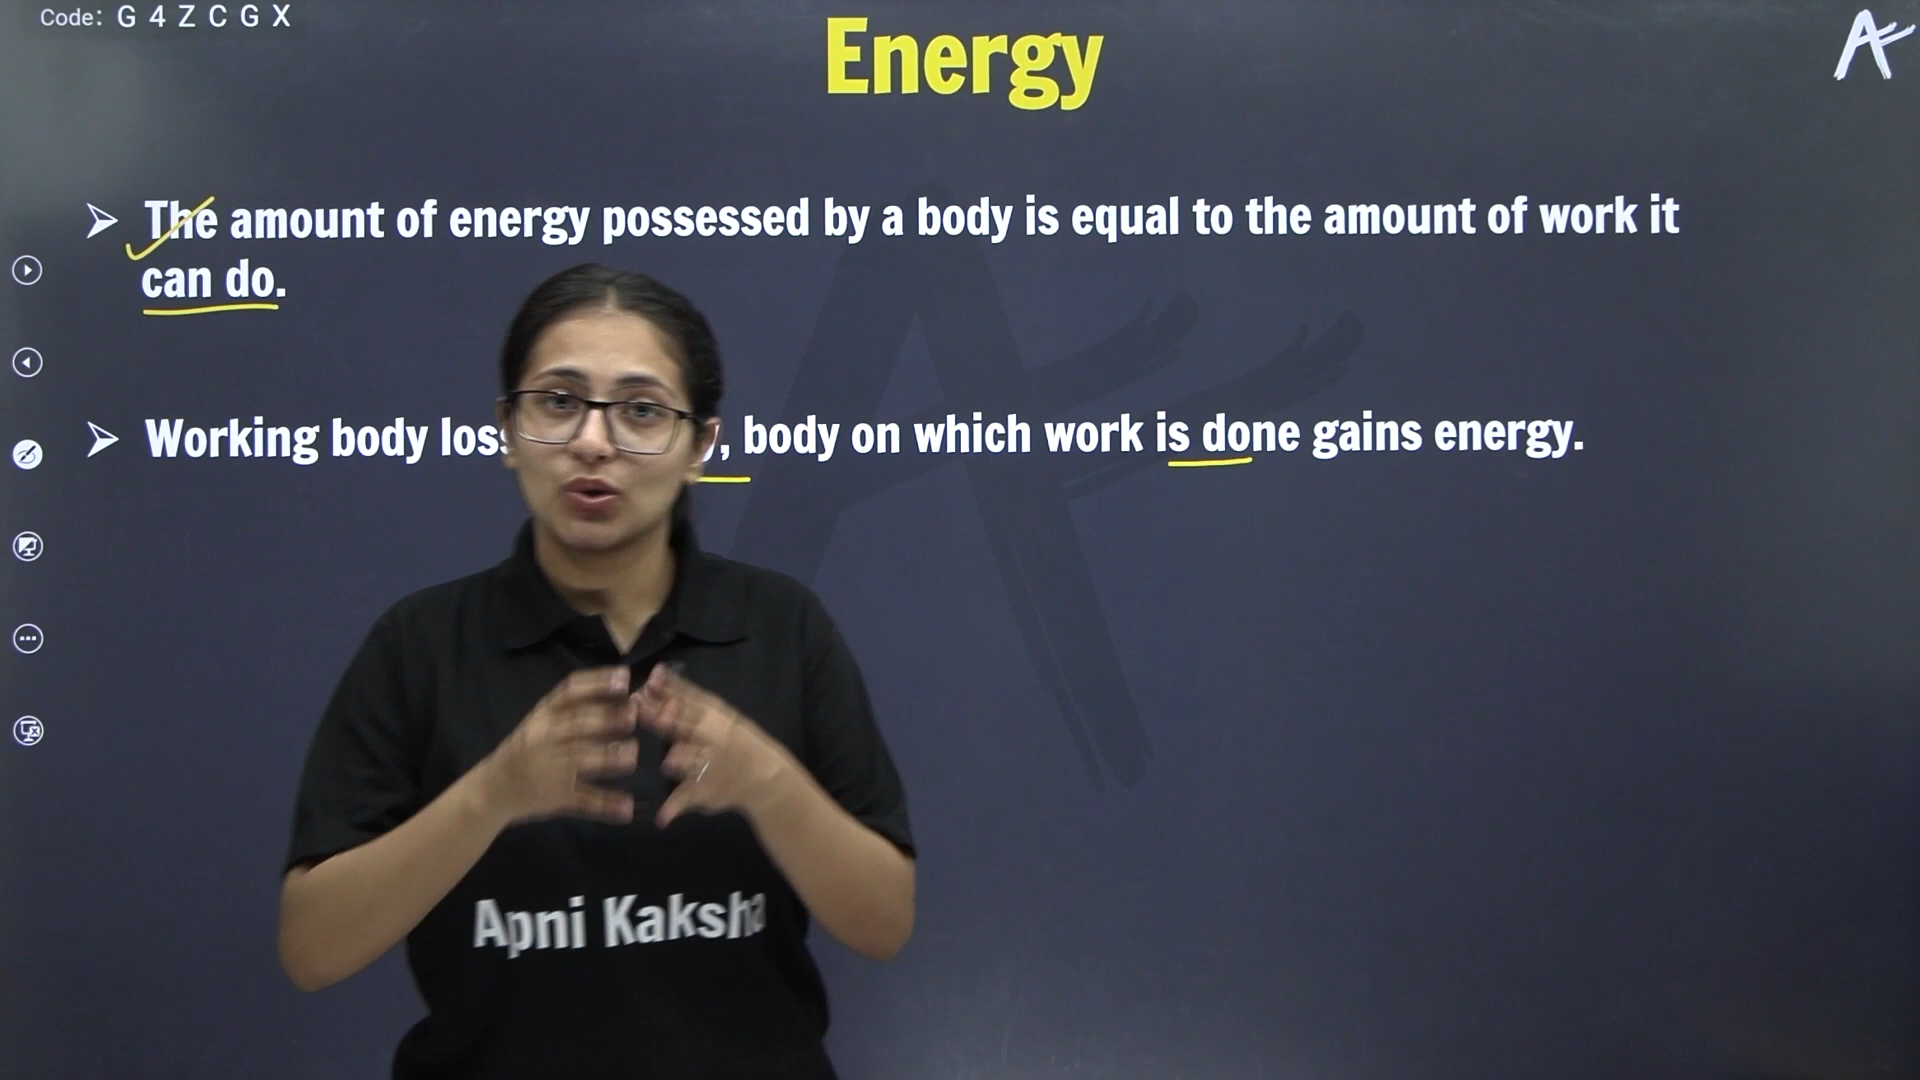 Code: G 4 Z C G X
Energy
➤ The amount of energy possessed by a body is equal to the amount of work it
can do.
➤ Working body , body on which work is done gains energy.
Apni Kaksha